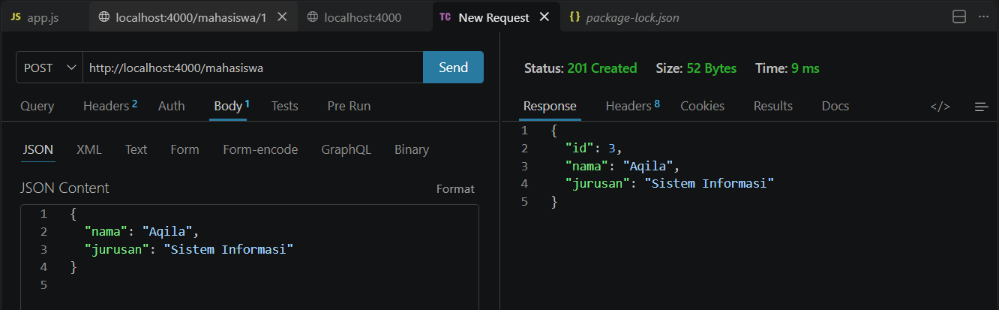 JS app.js localhost:4000/mahasiswa/1 × localhost:4000 TC New Request × {} package-lock.json ···
POST http://localhost:4000/mahasiswa Send
Query Headers 2 Auth Body 1 Tests Pre Run
JSON XML Text Form Form-encode GraphQL Binary
JSON Content Format
1 {
2 "nama": "Aqila",
3 "jurusan": "Sistem Informasi"
4 }
5
Status: 201 Created Size: 52 Bytes Time: 9 ms
Response Headers 8 Cookies Results Docs </>
1 {
2 "id": 3,
3 "nama": "Aqila",
4 "jurusan": "Sistem Informasi"
5 }